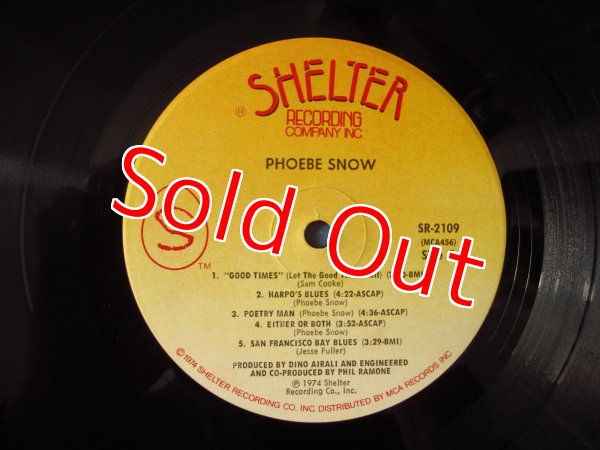 SHELTER
®
RECORDING
COMPANY INC.
PHOEBE SNOW
Sold Out
S
TM
SR-2109
(MCA456)
1. "GOOD TIMES" (Let The Good
(Sam Cooke)
2. HARPO'S BLUES (4:22-ASCAP)
(Phoebe Snow)
3. POETRY MAN (Phoebe Snow) (4:36-ASCAP)
4. EITHER OR BOTH (3:52-ASCAP)
(Phoebe Snow)
5. SAN FRANCISCO BAY BLUES (3:29-BMI)
(Jesse Fuller)
PRODUCED BY DINO AIRALI AND ENGINEERED
AND CO-PRODUCED BY PHIL RAMONE
℗ 1974 Shelter
Recording Co., Inc.
© 1974 SHELTER RECORDING CO., INC. DISTRIBUTED BY MCA RECORDS INC